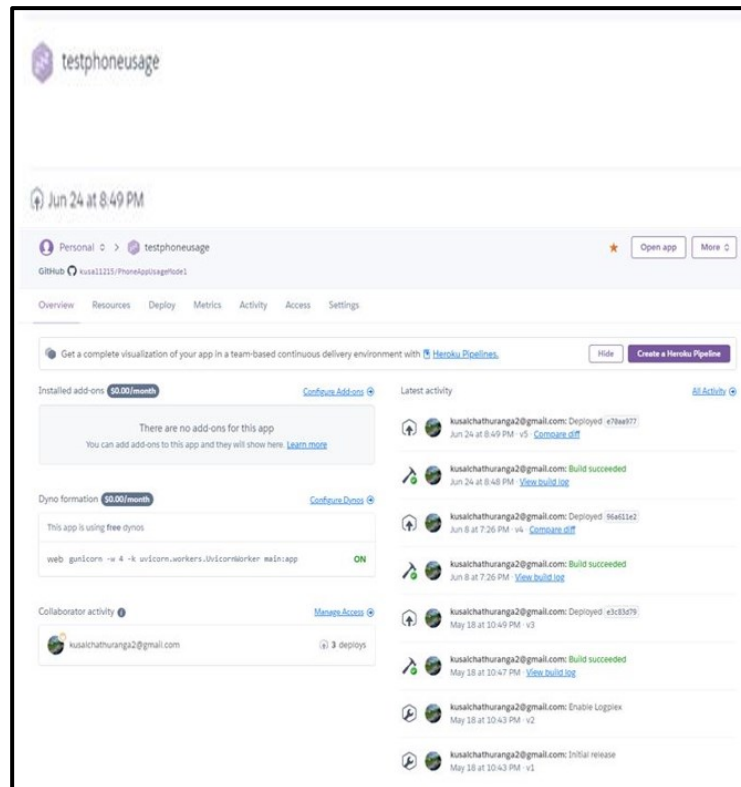 testphoneusage
Jun 24 at 8:49 PM
Personal > testphoneusage
Open app
More
GitHub kusa11215/PhoneAppUsageModel
Overview Resources Deploy Metrics Activity Access Settings
Get a complete visualization of your app in a team-based continuous delivery environment with Heroku Pipelines.
Hide
Create a Heroku Pipeline
Installed add-ons $0.00/month
Configure Add-ons
There are no add-ons for this app
You can add add-ons to this app and they will show here. Learn more
Dyno formation $0.00/month
Configure Dynos
This app is using free dynos
web gunicorn -w 4 -k uvicorn.workers.UvicornWorker main:app
ON
Collaborator activity
Manage Access
kusalchathuranga2@gmail.com
3 deploys
Latest activity
All Activity
kusalchathuranga2@gmail.com: Deployed e78ae977
Jun 24 at 8:49 PM · v5 · Compare diff
kusalchathuranga2@gmail.com: Build succeeded
Jun 24 at 8:48 PM · View build log
kusalchathuranga2@gmail.com: Deployed 96a611e2
Jun 8 at 7:26 PM · v4 · Compare diff
kusalchathuranga2@gmail.com: Build succeeded
Jun 8 at 7:26 PM · View build log
kusalchathuranga2@gmail.com: Deployed e3c83d79
May 18 at 10:49 PM · v3
kusalchathuranga2@gmail.com: Build succeeded
May 18 at 10:47 PM · View build log
kusalchathuranga2@gmail.com: Enable Logplex
May 18 at 10:43 PM · v2
kusalchathuranga2@gmail.com: Initial release
May 18 at 10:43 PM · v1